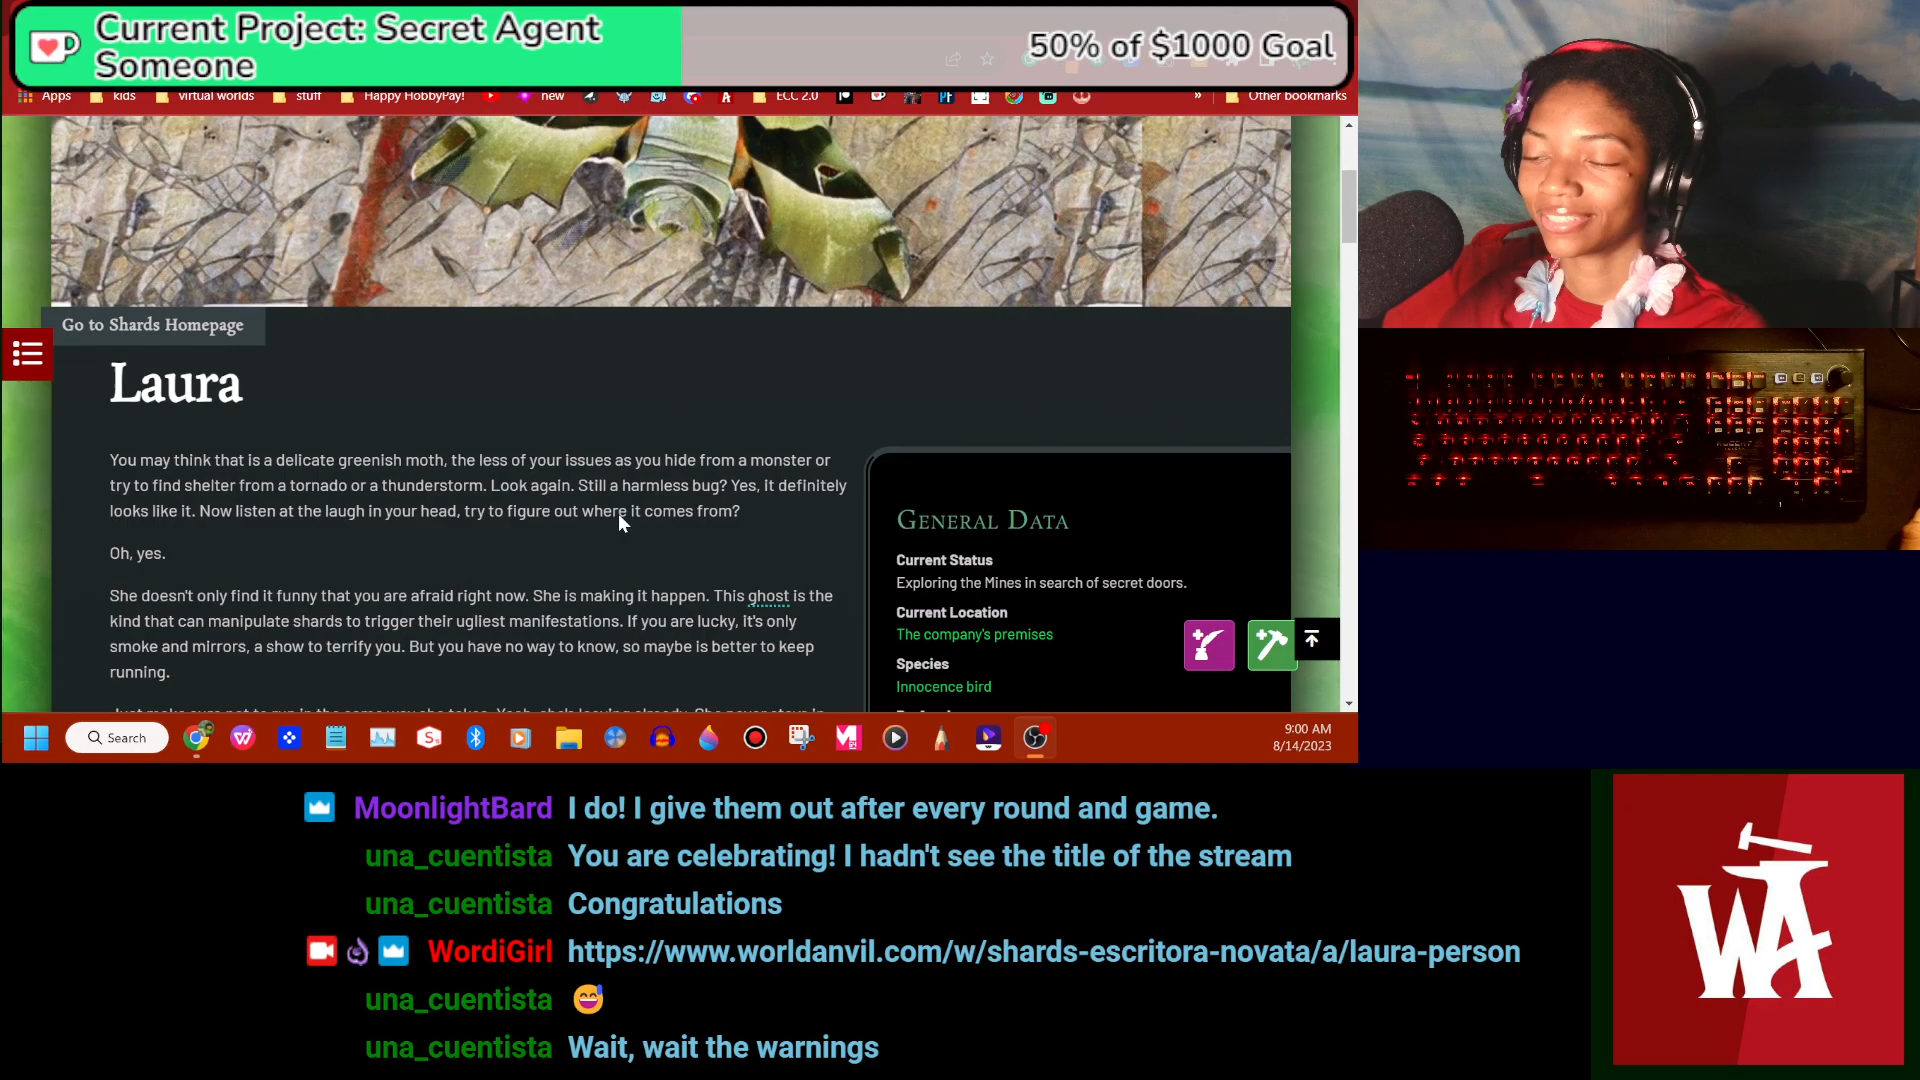 Current Project: Secret Agent
Someone
50% of $1000 Goal
Apps kids virtual worlds stuff Happy HobbyPay! new ECC 2.0 » Other bookmarks
Go to Shards Homepage
Laura
You may think that is a delicate greenish moth, the less of your issues as you hide from a monster or
try to find shelter from a tornado or a thunderstorm. Look again. Still a harmless bug? Yes, it definitely
looks like it. Now listen at the laugh in your head, try to figure out where it comes from?
Oh, yes.
She doesn't only find it funny that you are afraid right now. She is making it happen. This ghost is the
kind that can manipulate shards to trigger their ugliest manifestations. If you are lucky, it's only
smoke and mirrors, a show to terrify you. But you have no way to know, so maybe is better to keep
running.
General Data
Current Status
Exploring the Mines in search of secret doors.
Current Location
The company's premises
Species
Innocence bird
Search
9:00 AM
8/14/2023
MoonlightBard I do! I give them out after every round and game.
una_cuentista You are celebrating! I hadn't see the title of the stream
una_cuentista Congratulations
WordiGirl https://www.worldanvil.com/w/shards-escritora-novata/a/laura-person
una_cuentista 😅
una_cuentista Wait, wait the warnings
WA